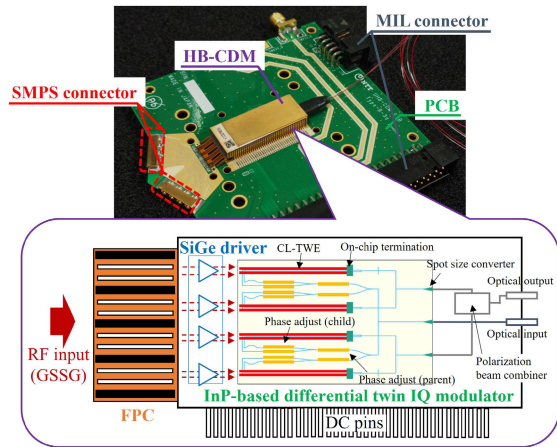 MIL connector
HB-CDM
SMPS connector
PCB
NTT
SiGe driver
CL-TWE
On-chip termination
Spot size converter
Optical output
Optical input
Phase adjust (child)
RF input
(GSSG)
Phase adjust (parent)
Polarization
beam combiner
FPC
InP-based differential twin IQ modulator
DC pins